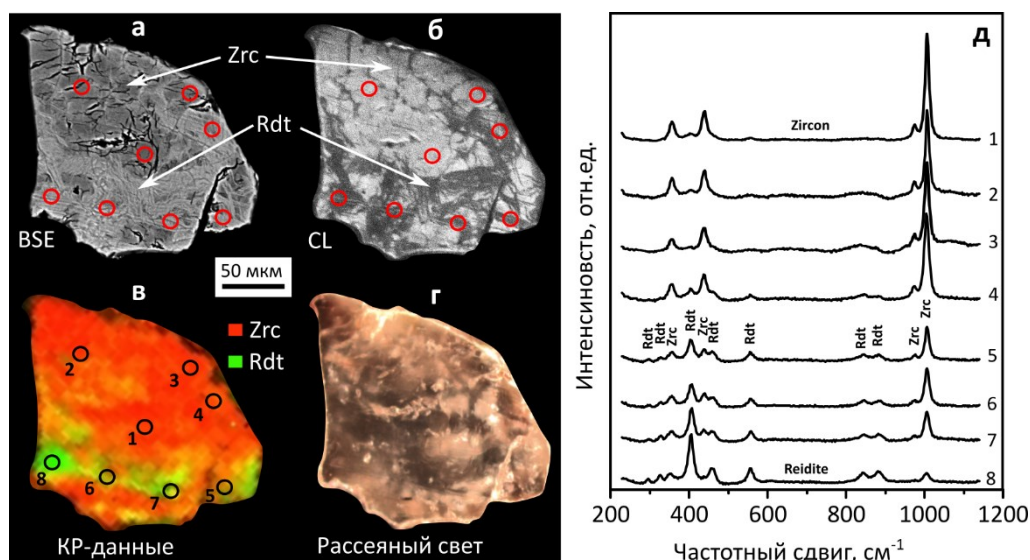 а
Zrc
Rdt
BSE
б
CL
50 мкм
в
Zrc
Rdt
2
3
4
1
8
6
7
5
КР-данные
г
Рассеяный свет
д
Интенсиновсть, отн.ед.
Zircon
1
2
3
4
Rdt Rdt Zrc Rdt Zrc Rdt Rdt Rdt Rdt Zrc Zrc
5
6
7
Reidite
8
200 400 600 800 1000 1200
Частотный сдвиг, см-1